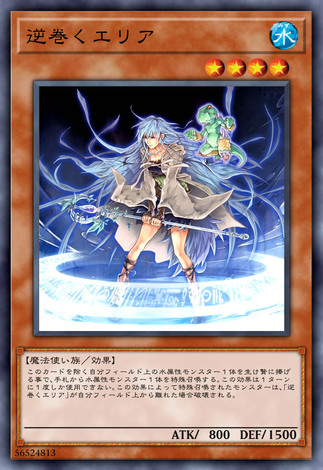 逆巻くエリア
水
[魔法使い族／効果]
このカードを除く自分フィールド上の水属性モンスター１体を生け贄に捧げ
る事で、手札から水属性モンスター１体を特殊召喚する。この効果は１ターン
に１度しか使用できない。この効果によって特殊召喚されたモンスターは、「逆
巻くエリア」が自分フィールド上から離れた場合破壊される。
ATK/ 800 DEF/1500
56524813